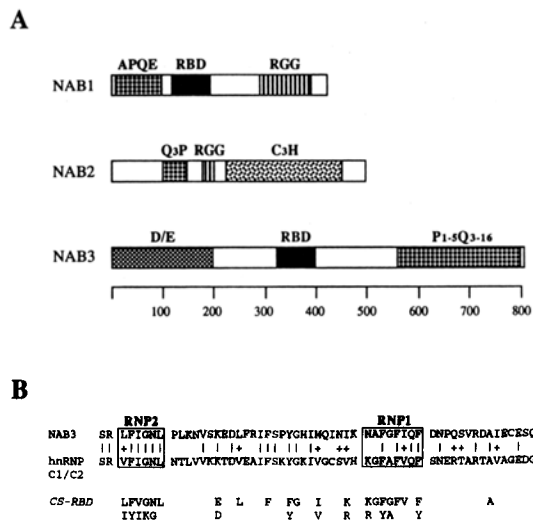 A
APQE RBD RGG
NAB1
Q3P RGG C3H
NAB2
D/E RBD P1-5Q3-16
NAB3
100 200 300 400 500 600 700 800
B
RNP2 RNP1
NAB3 SR LFIGNL PLKNVSKEDLFRIFSPYGHIMQINIK NAFGFIQF DNPQSVRDAIECESQ
hnRNP SR VFIGNL NTLVVKKTDVEAIFSKYGKIVGCSVH KGFAFVQF SNERTARTAVAGEDG
C1/C2
CS-RBD LFVGNL E L F FG I K KGFGFV F A
IYIKG D Y V R R YA Y